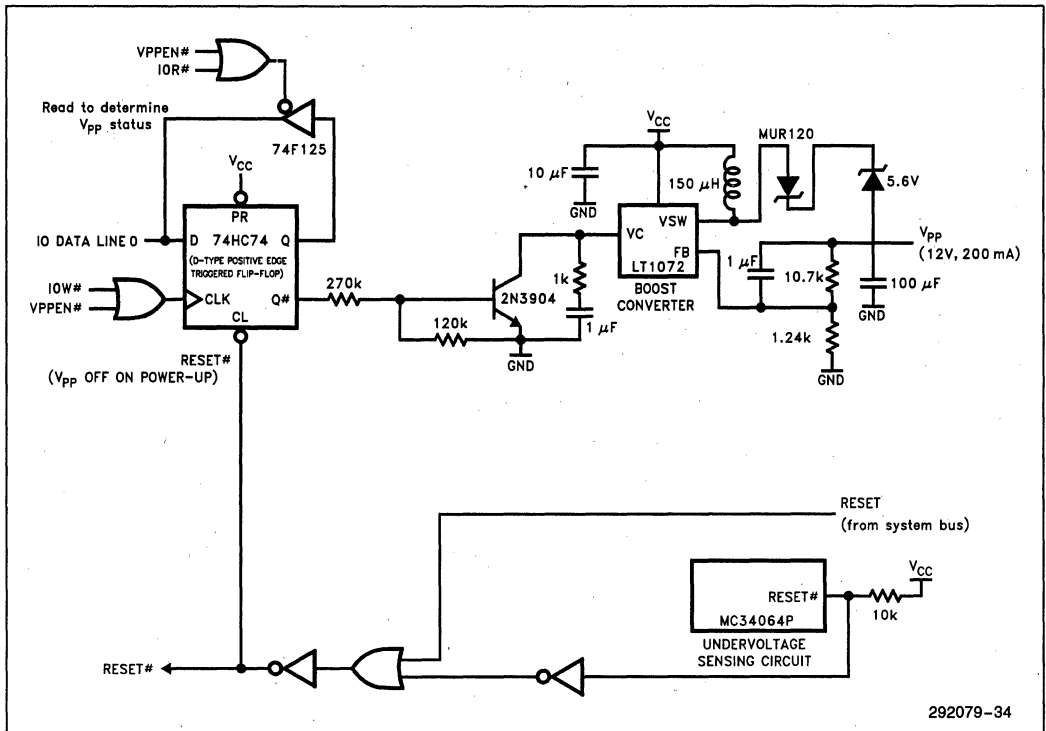 VPPEN#
IOR#
Read to determine
VPP status
74F125
VCC
PR
IO DATA LINE 0
D 74HC74 Q
(D-TYPE POSITIVE EDGE
TRIGGERED FLIP-FLOP)
IOW#
VPPEN#
CLK Q#
CL
RESET#
(VPP OFF ON POWER-UP)
270k
120k
2N3904
GND
1k
1 μF
VCC
10 μF
GND
150 μH
MUR120
5.6V
VC VSW
FB
LT1072
BOOST
CONVERTER
1 μF
10.7k
1.24k
GND
VPP
(12V, 200 mA)
100 μF
GND
RESET
(from system bus)
VCC
RESET#
10k
MC34064P
UNDERVOLTAGE
SENSING CIRCUIT
RESET#
292079-34